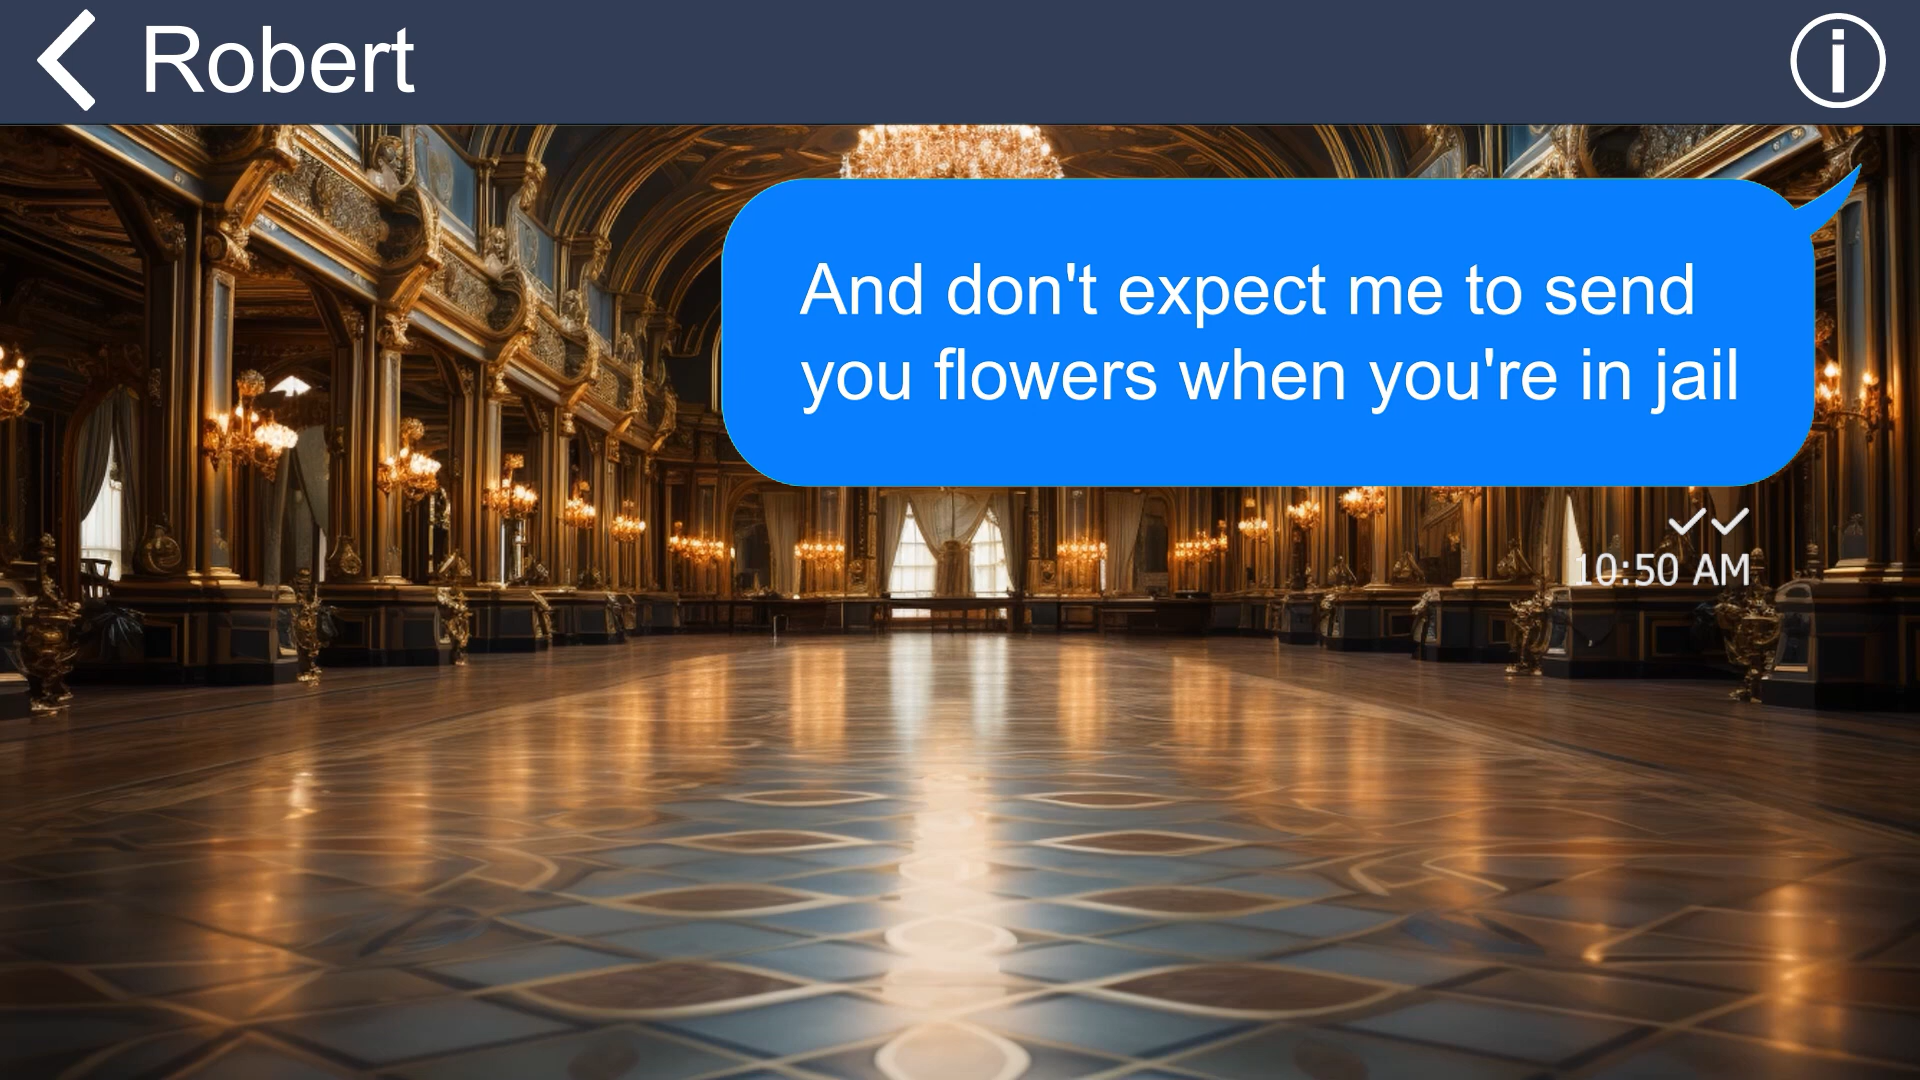 Robert
And don't expect me to send
you flowers when you're in jail
10:50 AM